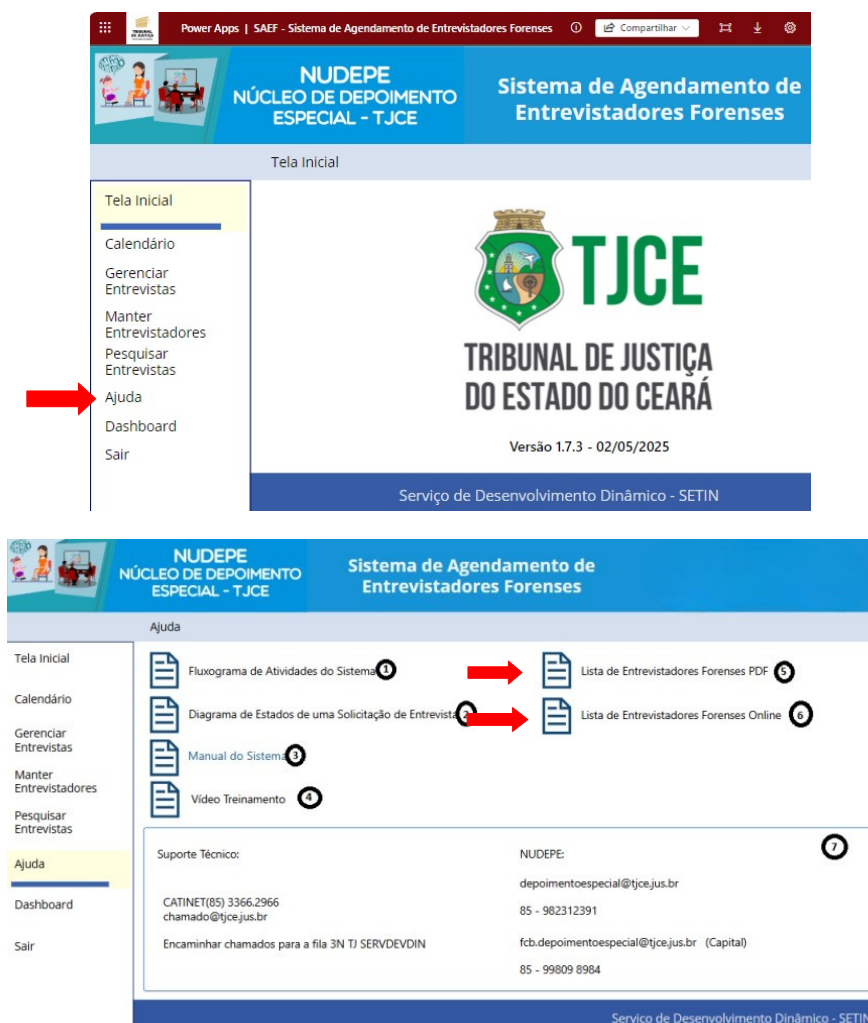 Power Apps | SAEF - Sistema de Agendamento de Entrevistadores Forenses
Compartilhar
NUDEPE
NÚCLEO DE DEPOIMENTO
ESPECIAL - TJCE
Sistema de Agendamento de
Entrevistadores Forenses
Tela Inicial
Tela Inicial
Calendário
Gerenciar
Entrevistas
Manter
Entrevistadores
Pesquisar
Entrevistas
Ajuda
Dashboard
Sair
TJCE
TRIBUNAL DE JUSTIÇA
DO ESTADO DO CEARÁ
Versão 1.7.3 - 02/05/2025
Serviço de Desenvolvimento Dinâmico - SETIN
NUDEPE
NÚCLEO DE DEPOIMENTO
ESPECIAL - TJCE
Sistema de Agendamento de
Entrevistadores Forenses
Ajuda
Tela Inicial
Calendário
Gerenciar
Entrevistas
Manter
Entrevistadores
Pesquisar
Entrevistas
Ajuda
Dashboard
Sair
Fluxograma de Atividades do Sistema 1
Diagrama de Estados de uma Solicitação de Entrevista 2
Manual do Sistema 3
Vídeo Treinamento 4
Lista de Entrevistadores Forenses PDF 5
Lista de Entrevistadores Forenses Online 6
7
Suporte Técnico:
CATINET(85) 3366.2966
chamado@tjce.jus.br
Encaminhar chamados para a fila 3N TJ SERVDEVDIN
NUDEPE:
depoimentoespecial@tjce.jus.br
85 - 982312391
fcb.depoimentoespecial@tjce.jus.br (Capital)
85 - 99809 8984
Serviço de Desenvolvimento Dinâmico - SETIN